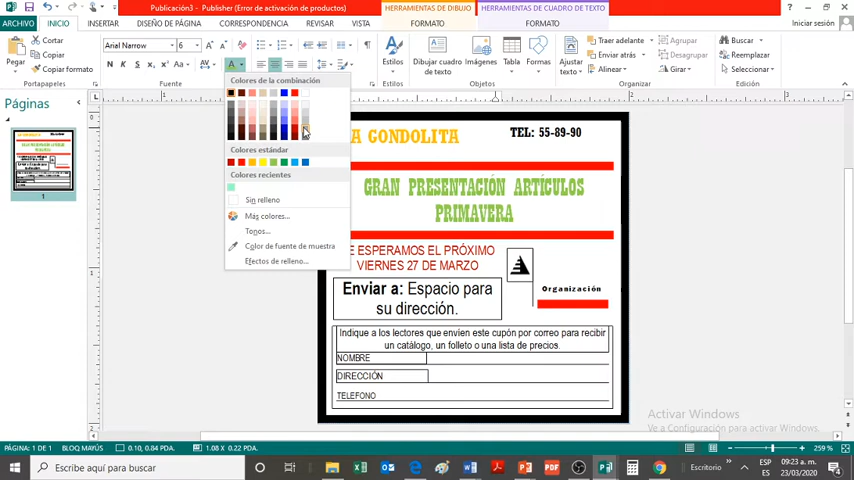 Publicación3 - Publisher (Error de activación de productos)
HERRAMIENTAS DE DIBUJO
HERRAMIENTAS DE CUADRO DE TEXTO
ARCHIVO INICIO INSERTAR DISEÑO DE PÁGINA CORRESPONDENCIA REVISAR VISTA FORMATO FORMATO
Iniciar sesión
Cortar
Copiar
Copiar formato
Pegar
Portapapeles
Arial Narrow 6
N K S
Fuente
Estilos
Estilos
Dibujar cuadro de texto
Imágenes
Tabla
Formas
Objetos
Ajustar texto
Traer adelante
Enviar atrás
Alinear
Agrupar
Desagrupar
Girar
Organizar
Buscar
Reemplazar
Seleccionar
Edición
Colores de la combinación
Colores estándar
Colores recientes
Sin relleno
Más colores...
Tonos...
Color de fuente de muestra
Efectos de relleno...
Páginas
1
A GONDOLITA
TEL: 55-89-90
GRAN PRESENTACIÓN ARTÍCULOS
PRIMAVERA
E ESPERAMOS EL PRÓXIMO
VIERNES 27 DE MARZO
Organización
Enviar a: Espacio para
su dirección.
Indique a los lectores que envien este cupón por correo para recibir
un catálogo, un folleto o una lista de precios.
NOMBRE
DIRECCIÓN
TELEFONO
Activar Windows
Ve a Configuración para activar Windows.
PÁGINA: 1 DE 1 BLOQ MAYÚS 0.10, 0.84 PDA. 1.08 X 0.22 PDA. 259 %
Escribe aquí para buscar
Escritorio
ESP
ES
09:23 a. m.
23/03/2020